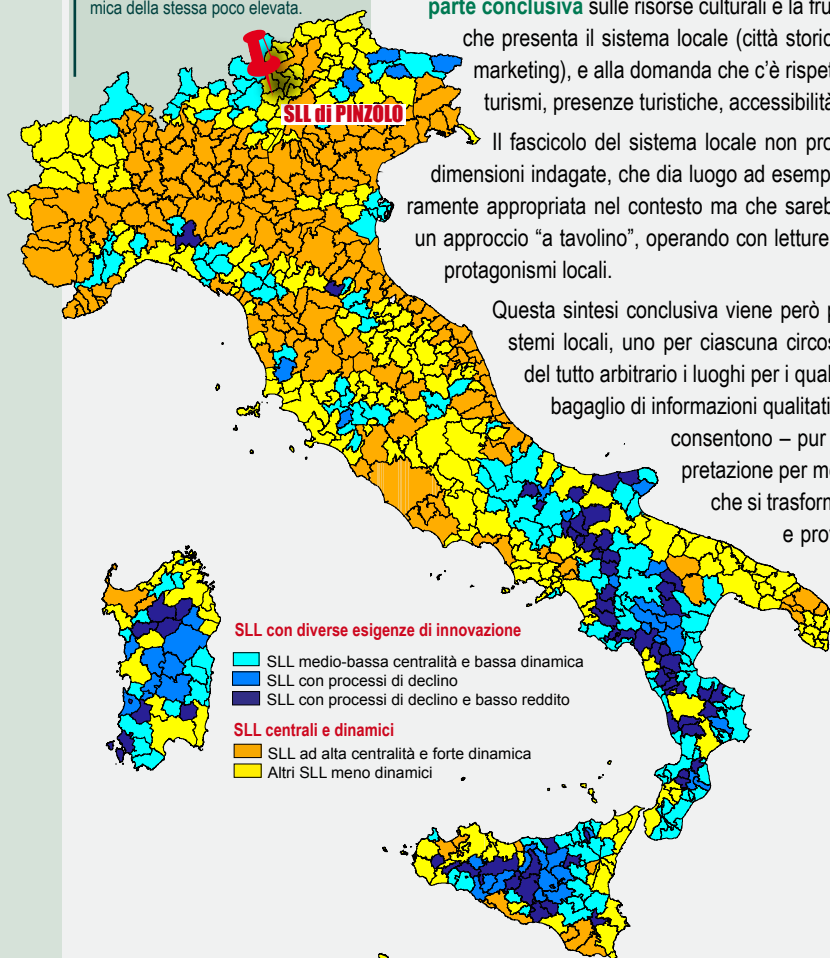 mica della stessa poco elevata.
parte conclusiva sulle risorse culturali e la fru
che presenta il sistema locale (città storic
marketing), e alla domanda che c'è rispet
turismi, presenze turistiche, accessibilità
Il fascicolo del sistema locale non pro
dimensioni indagate, che dia luogo ad esemp
ramente appropriata nel contesto ma che sareb
un approccio “a tavolino”, operando con letture
protagonismi locali.
Questa sintesi conclusiva viene però p
stemi locali, uno per ciascuna circos
del tutto arbitrario i luoghi per i qual
bagaglio di informazioni qualitati
consentono – pur
pretazione per me
che si trasform
e prot
SLL di PINZOLO
SLL con diverse esigenze di innovazione
SLL medio-bassa centralità e bassa dinamica
SLL con processi di declino
SLL con processi di declino e basso reddito
SLL centrali e dinamici
SLL ad alta centralità e forte dinamica
Altri SLL meno dinamici